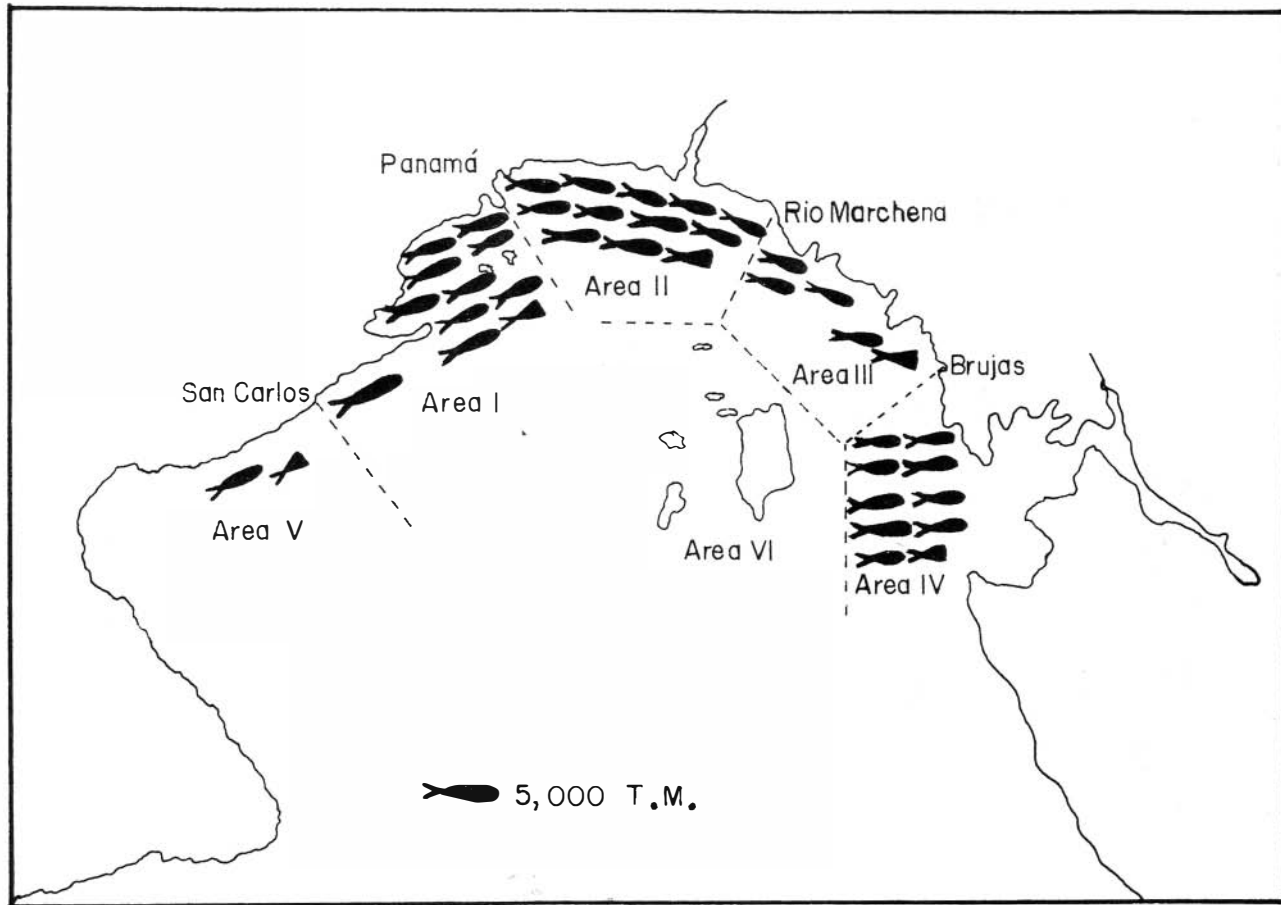 Panamá
Rio Marchena
Area II
San Carlos
Area I
Area III
Brujas
Area V
Area VI
Area IV
5,000 T.M.